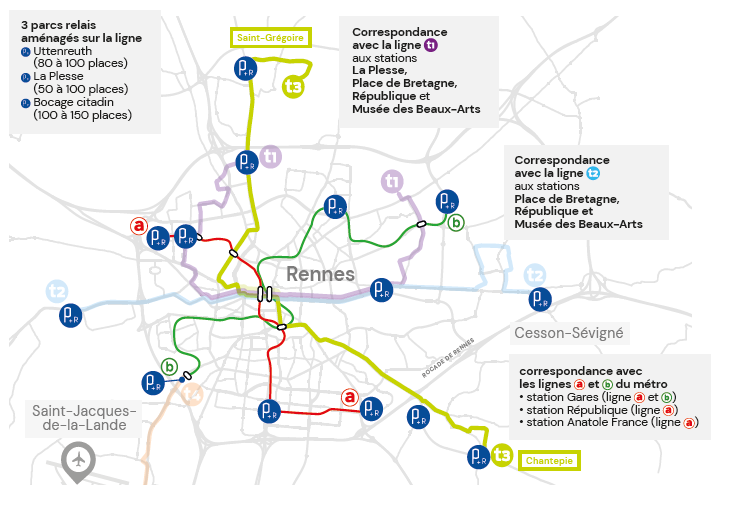 3 parcs relais
aménagés sur la ligne
P+R Uttenreuth
(80 à 100 places)
P+R La Plesse
(50 à 100 places)
P+R Bocage citadin
(100 à 150 places)
Saint-Grégoire
P+R
t3
Correspondance
avec la ligne t1
aux stations
La Plesse,
Place de Bretagne,
République et
Musée des Beaux-Arts
Correspondance
avec la ligne t2
aux stations
Place de Bretagne,
République et
Musée des Beaux-Arts
P+R
t1
t1
P+R
P+R
b
a
P+R
P+R
Rennes
t2
P+R
P+R
t2
P+R
Cesson-Sévigné
BOCADE DE RENNES
b
P+R
t2
a
P+R
P+R
P+R
correspondance avec
les lignes a et b du métro
• station Gares (ligne a et b)
• station République (ligne a)
• station Anatole France (ligne a)
Saint-Jacques-
de-la-Lande
P+R
t3
Chantepie